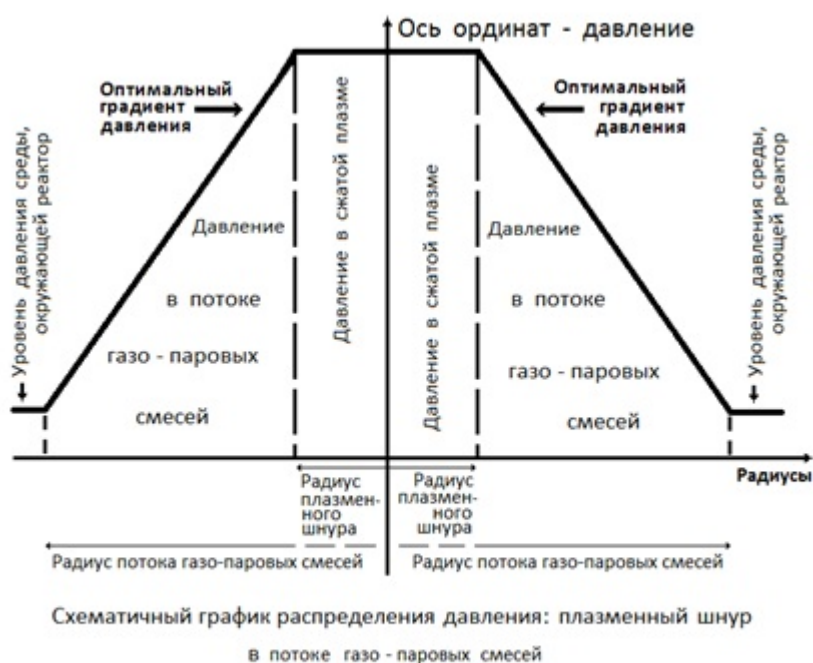 Ось ординат - давление
Оптимальный
градиент
давления
Оптимальный
градиент
давления
Уровень давления среды,
окружающей реактор
Давление
в потоке
газо - паровых
смесей
Давление в сжатой плазме
Давление в сжатой плазме
Давление
в потоке
газо - паровых
смесей
Уровень давления среды,
окружающей реактор
Радиусы
Радиус
плазмен-
ного
шнура
Радиус
плазмен-
ного
шнура
Радиус потока газо-паровых смесей
Радиус потока газо-паровых смесей
Схематичный график распределения давления: плазменный шнур
в потоке газо - паровых смесей